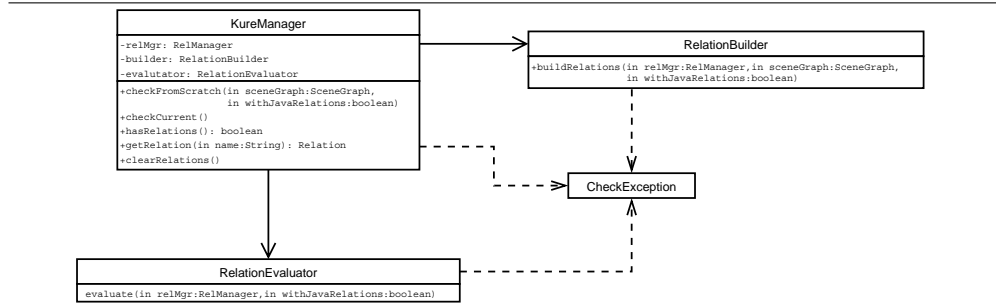 KureManager
-relMgr: RelManager
-builder: RelationBuilder
-evalutator: RelationEvaluator
+checkFromScratch(in sceneGraph:SceneGraph,
in withJavaRelations:boolean)
+checkCurrent()
+hasRelations(): boolean
+getRelation(in name:String): Relation
+clearRelations()
RelationBuilder
+buildRelations(in relMgr:RelManager,in sceneGraph:SceneGraph,
in withJavaRelations:boolean)
CheckException
RelationEvaluator
evaluate(in relMgr:RelManager,in withJavaRelations:boolean)